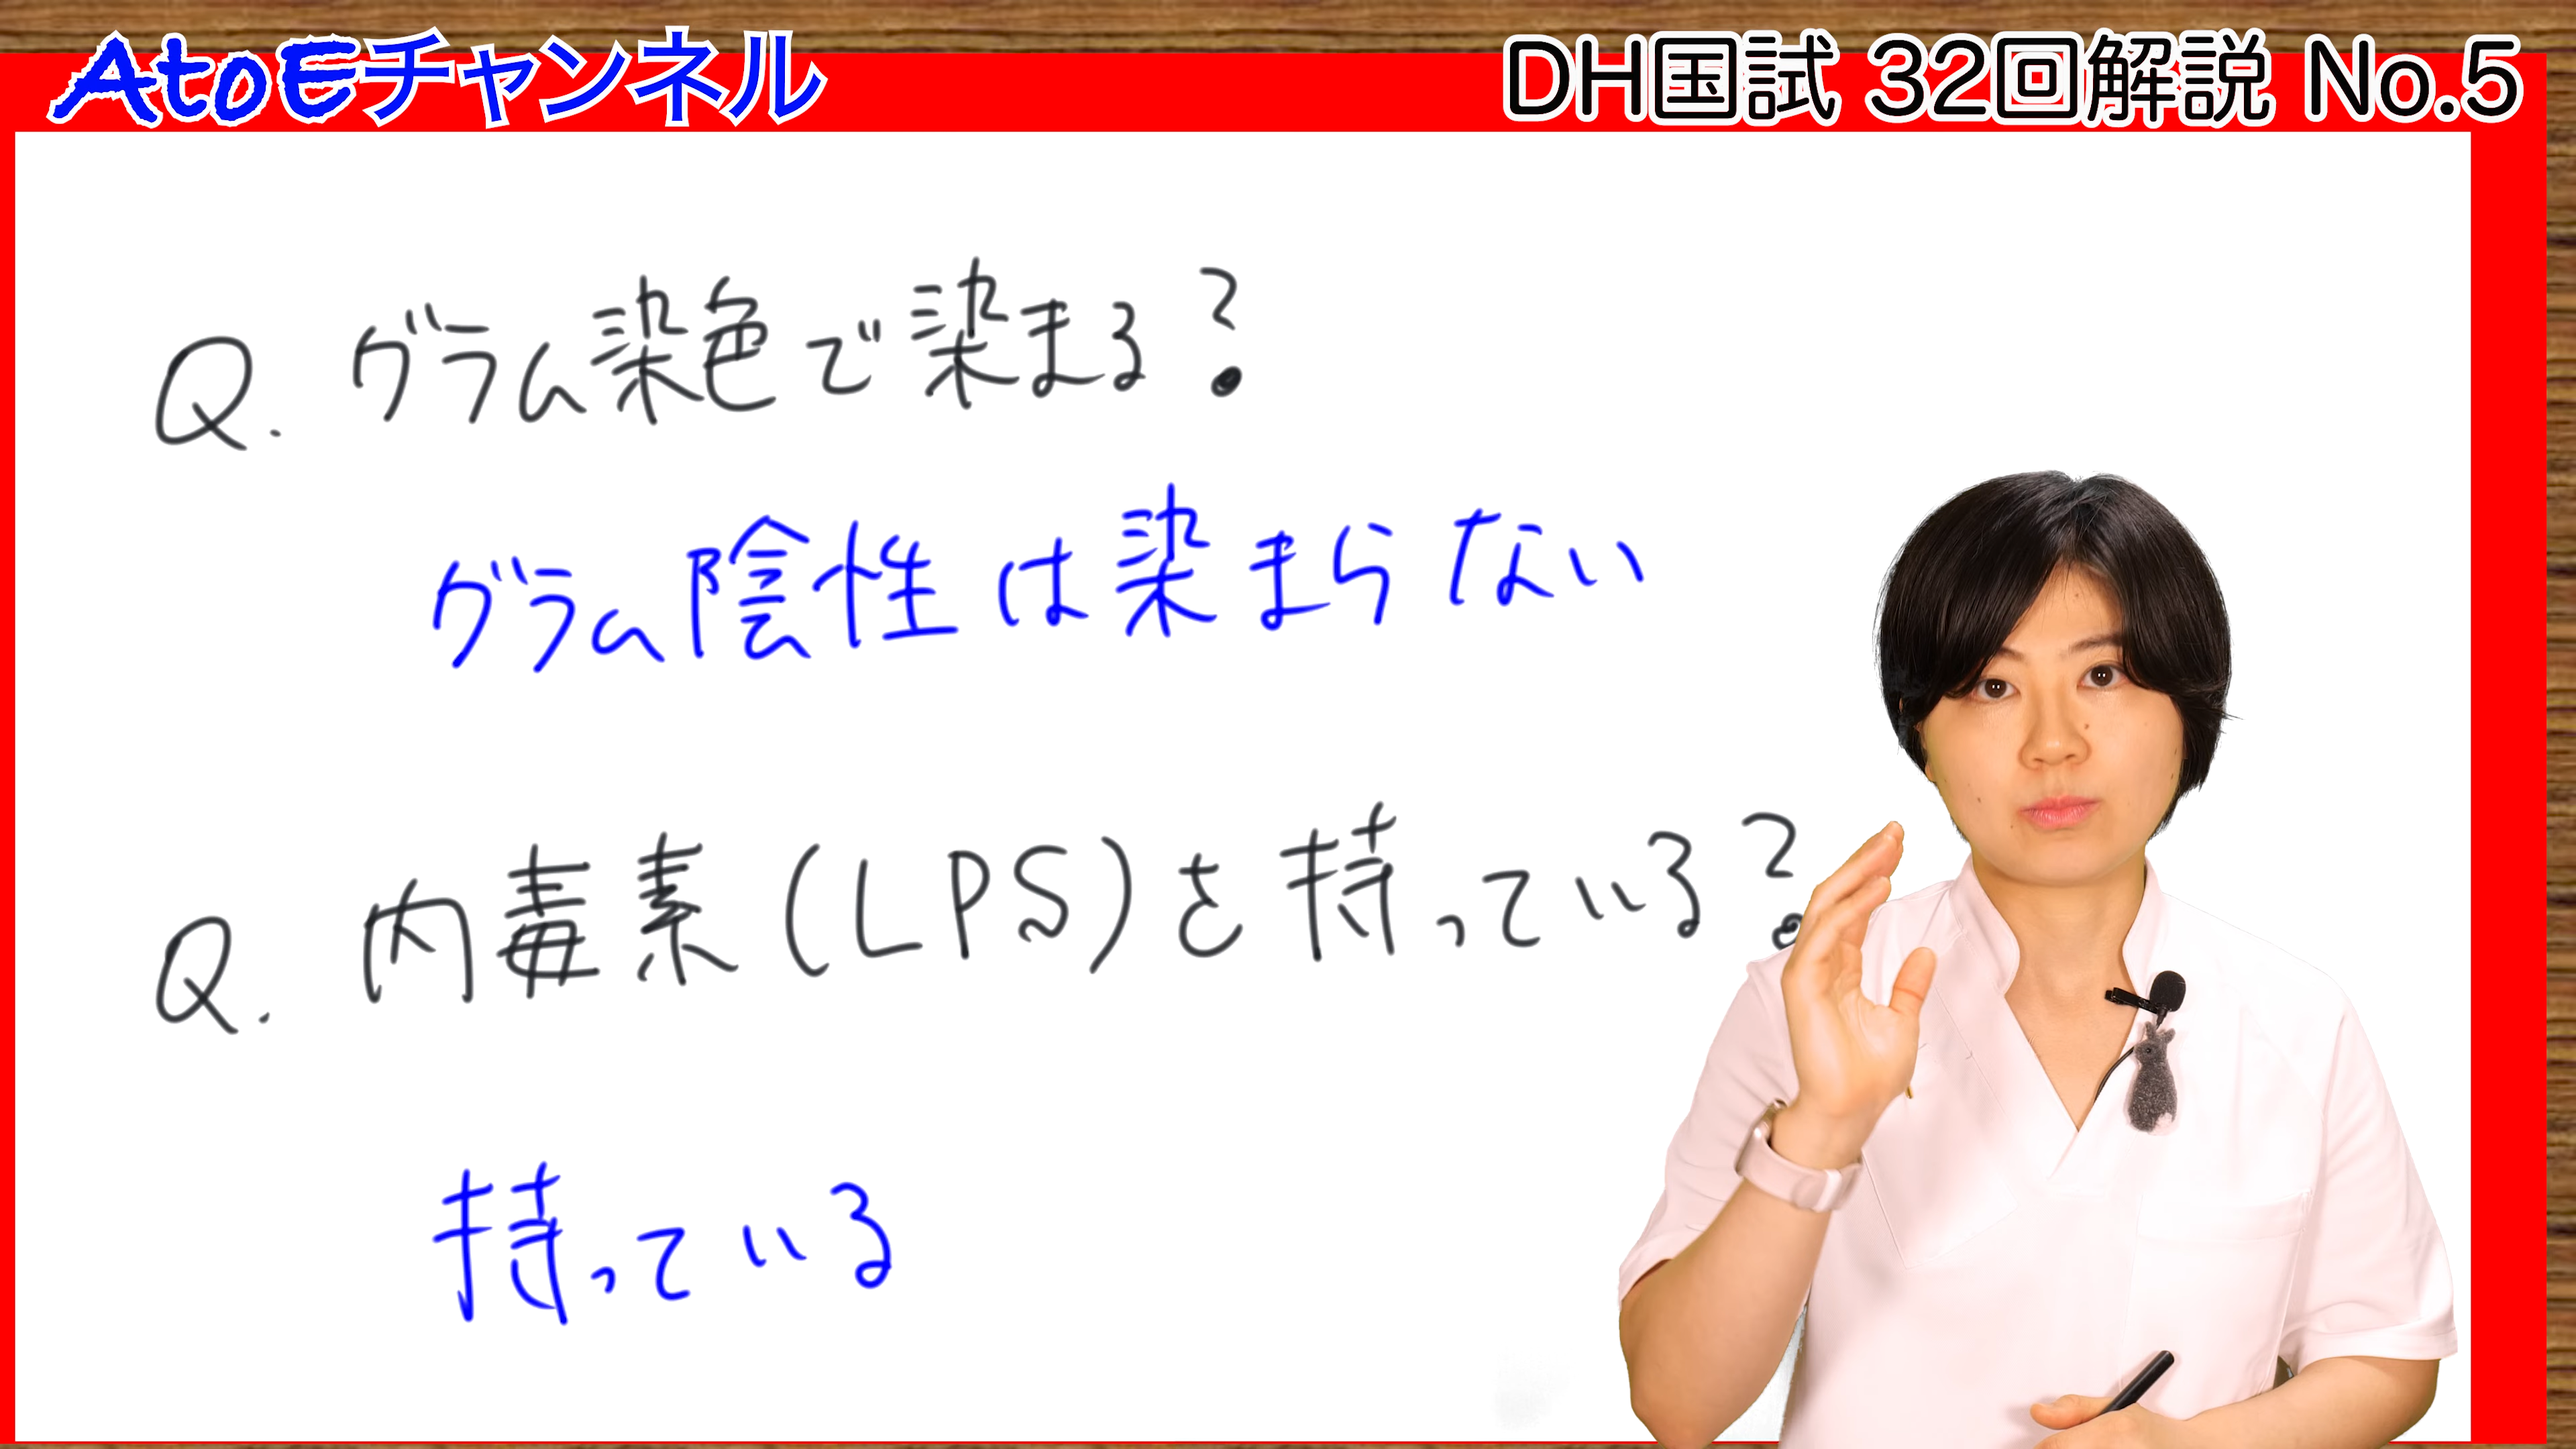 AtoEチャンネル
DH国試 32回解説 No.5
Q. グラム染色で染まる?
グラム陰性は染まらない
Q. 内毒素(LPS)を持っている?
持っている